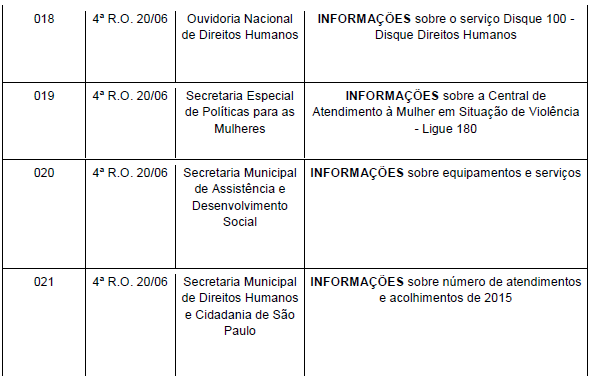 018 4ª R.O. 20/06 Ouvidoria Nacional INFORMAÇÕES sobre o serviço Disque 100 -
de Direitos Humanos Disque Direitos Humanos
019 4ª R.O. 20/06 Secretaria Especial INFORMAÇÕES sobre a Central de
de Políticas para as Atendimento à Mulher em Situação de Violência
Mulheres - Ligue 180
020 4ª R.O. 20/06 Secretaria Municipal INFORMAÇÕES sobre equipamentos e serviços
de Assistência e
Desenvolvimento
Social
021 4ª R.O. 20/06 Secretaria Municipal INFORMAÇÕES sobre número de atendimentos
de Direitos Humanos e acolhimentos de 2015
e Cidadania de São
Paulo